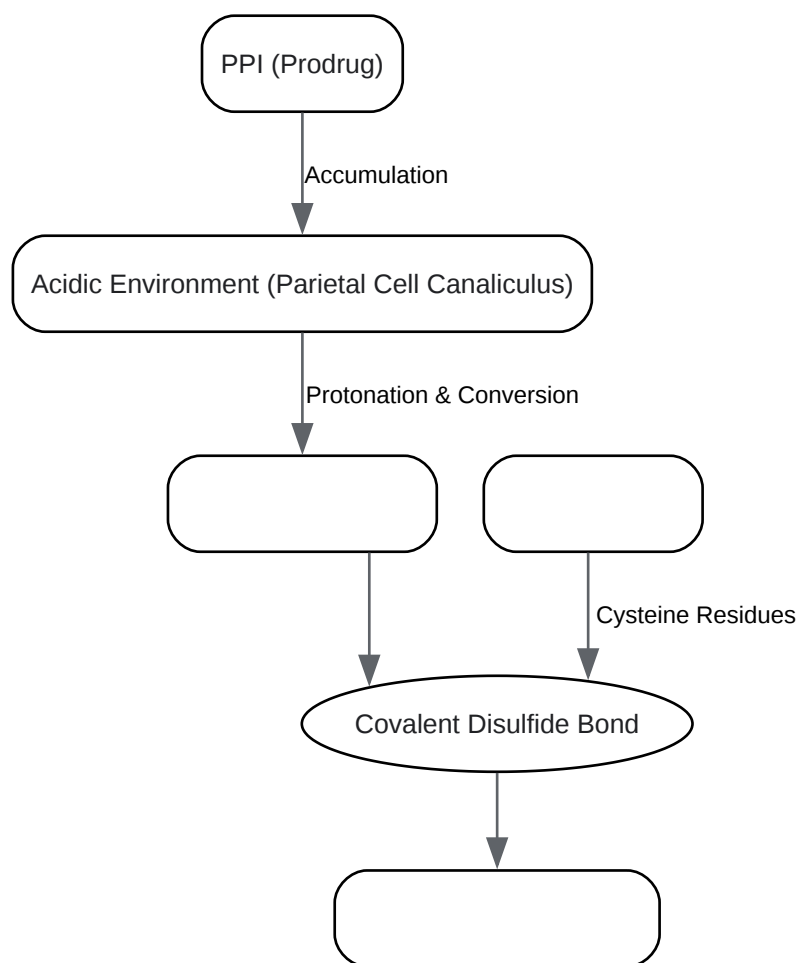 PPI (Prodrug)
Accumulation
Acidic Environment (Parietal Cell Canaliculus)
Protonation & Conversion
Cysteine Residues
Covalent Disulfide Bond